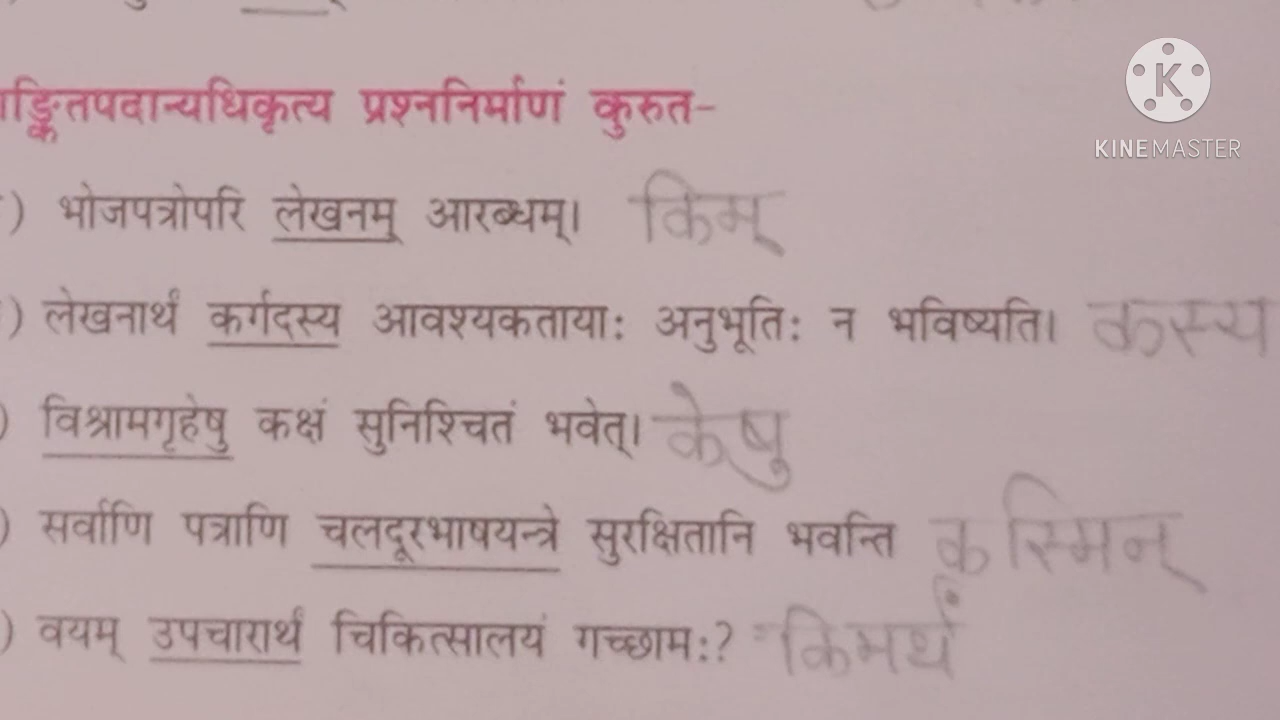 K
KINEMASTER
ङ्कितपदान्यधिकृत्य प्रश्ननिर्माणं कुरुत-
) भोजपत्रोपरि लेखनम् आरब्धम्। किम्
) लेखनार्थं कर्गदस्य आवश्यकतायाः अनुभूतिः न भविष्यति। कस्य
) विश्रामगृहेषु कक्षं सुनिश्चितं भवेत्। केषु
) सर्वाणि पत्राणि चलदूरभाषयन्त्रे सुरक्षितानि भवन्ति कस्मिन्
) वयम् उपचारार्थं चिकित्सालयं गच्छामः? किमर्थं